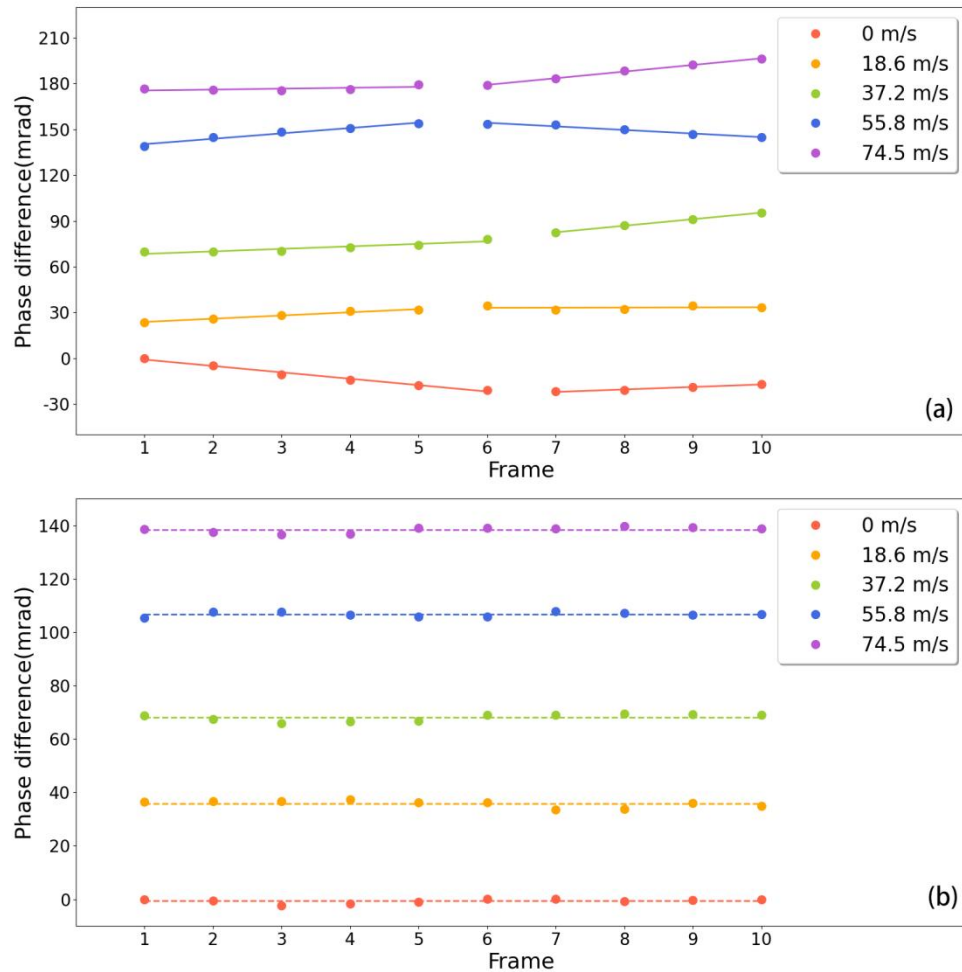 210
180
150
120
90
60
30
0
-30
Phase difference(mrad)
0 m/s
18.6 m/s
37.2 m/s
55.8 m/s
74.5 m/s
(a)
1 2 3 4 5 6 7 8 9 10
Frame
140
120
100
80
60
40
20
0
Phase difference(mrad)
0 m/s
18.6 m/s
37.2 m/s
55.8 m/s
74.5 m/s
(b)
1 2 3 4 5 6 7 8 9 10
Frame